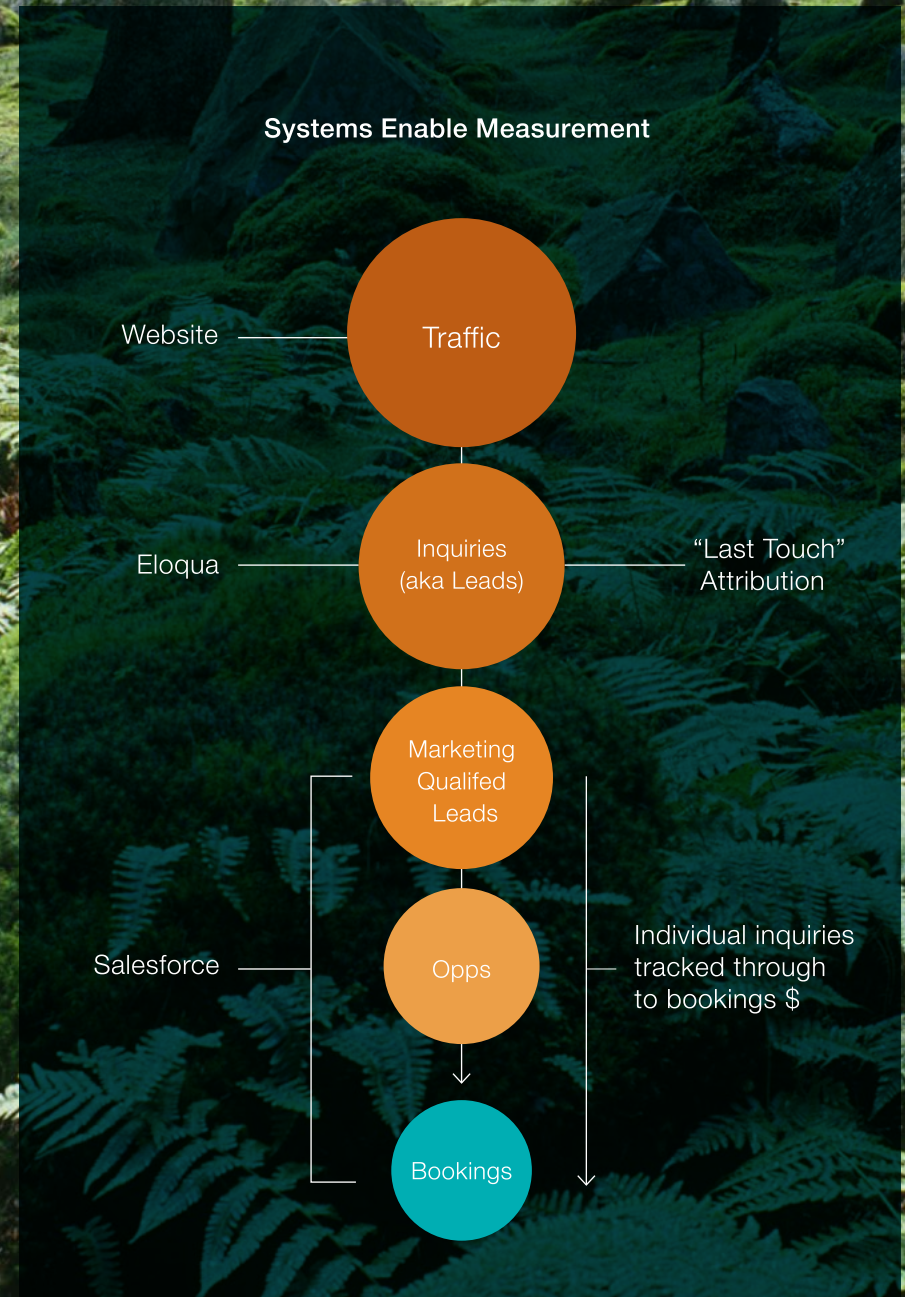 Systems Enable Measurement
Website
Traffic
Eloqua
Inquiries
(aka Leads)
“Last Touch”
Attribution
Marketing
Qualifed
Leads
Salesforce
Opps
Individual inquiries
tracked through
to bookings $
Bookings